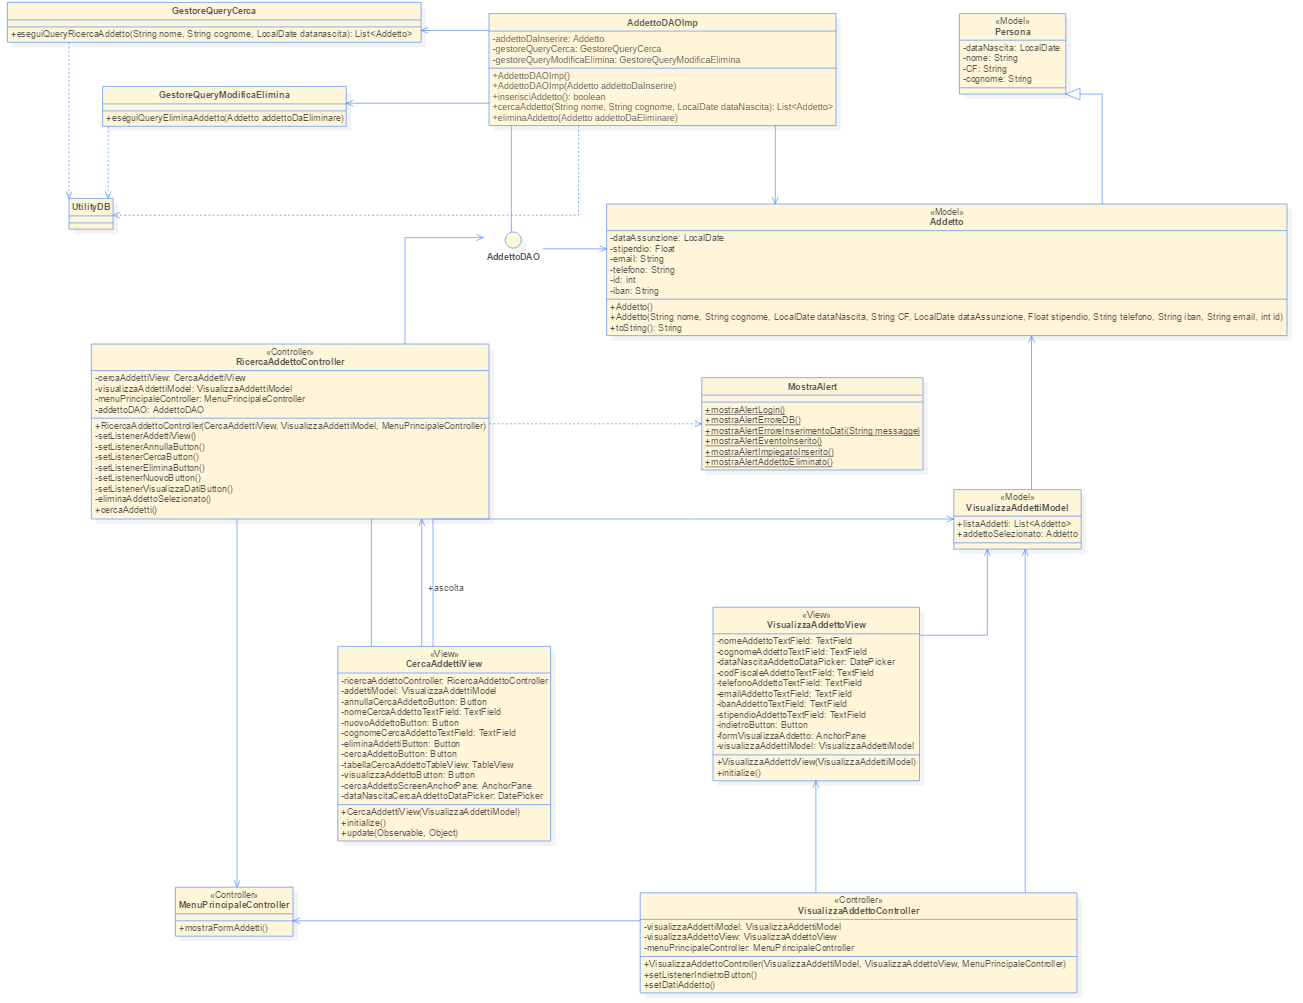 GestoreQueryCerca
+eseguiQueryRicercaAddetto(String nome, String cognome, LocalDate datanascita): List<Addetto>
AddettoDAOImp
-addettoDaInserire: Addetto
-gestoreQueryCerca: GestoreQueryCerca
-gestoreQueryModificaElimina: GestoreQueryModificaElimina
+AddettoDAOImp()
+AddettoDAOImp(Addetto addettoDaInserire)
+inserisciAddetto(): boolean
+cercaAddetto(String nome, String cognome, LocalDate dataNascita): List<Addetto>
+eliminaAddetto(Addetto addettoDaEliminare)
«Model»
Persona
-dataNascita: LocalDate
-nome: String
-CF: String
-cognome: String
GestoreQueryModificaElimina
+eseguiQueryEliminaAddetto(Addetto addettoDaEliminare)
UtilityDB
AddettoDAO
«Model»
Addetto
-dataAssunzione: LocalDate
-stipendio: Float
-email: String
-telefono: String
-id: int
-iban: String
+Addetto()
+Addetto(String nome, String cognome, LocalDate dataNascita, String CF, LocalDate dataAssunzione, Float stipendio, String telefono, String iban, String email, int id)
+toString(): String
«Controller»
RicercaAddettoController
-cercaAddettiView: CercaAddettiView
-visualizzaAddettiModel: VisualizzaAddettiModel
-menuPrincipaleController: MenuPrincipaleController
-addettoDAO: AddettoDAO
+RicercaAddettoController(CercaAddettiView, VisualizzaAddettiModel, MenuPrincipaleController)
-setListenerAddettiView()
-setListenerAnnullaButton()
-setListenerCercaButton()
-setListenerEliminaButton()
-setListenerNuovoButton()
-setListenerVisualizzaDatiButton()
-eliminaAddettoSelezionato()
+cercaAddetti()
MostraAlert
+mostraAlertLogin()
+mostraAlertErroreDB()
+mostraAlertErroreInserimentoDati(String messagge)
+mostraAlertEventoInserito()
+mostraAlertImpiegatoInserito()
+mostraAlertAddettoEliminato()
«Model»
VisualizzaAddettiModel
+listaAddetti: List<Addetto>
+addettoSelezionato: Addetto
+ascolta
«View»
VisualizzaAddettoView
-nomeAddettoTextField: TextField
-cognomeAddettoTextField: TextField
-dataNascitaAddettoDataPicker: DatePicker
-codFiscaleAddettoTextField: TextField
-telefonoAddettoTextField: TextField
-emailAddettoTextField: TextField
-ibanAddettoTextField: TextField
-stipendioAddettoTextField: TextField
-indietroButton: Button
-formVisualizzaAddetto: AnchorPane
-visualizzaAddettiModel: VisualizzaAddettiModel
+VisualizzaAddettoView(VisualizzaAddettiModel)
+initialize()
«View»
CercaAddettiView
-ricercaAddettoController: RicercaAddettoController
-addettiModel: VisualizzaAddettiModel
-annullaCercaAddettoButton: Button
-nomeCercaAddettoTextField: TextField
-nuovoAddettoButton: Button
-cognomeCercaAddettoTextField: TextField
-eliminaAddettiButton: Button
-cercaAddettoButton: Button
-tabellaCercaAddettoTableView: TableView
-visualizzaAddettoButton: Button
-cercaAddettoScreenAnchorPane: AnchorPane
-dataNascitaCercaAddettoDataPicker: DatePicker
+CercaAddettiView(VisualizzaAddettiModel)
+initialize()
+update(Observable, Object)
«Controller»
MenuPrincipaleController
+mostraFormAddetti()
«Controller»
VisualizzaAddettoController
-visualizzaAddettiModel: VisualizzaAddettiModel
-visualizzaAddettoView: VisualizzaAddettoView
-menuPrincipaleController: MenuPrincipaleController
+VisualizzaAddettoController(VisualizzaAddettiModel, VisualizzaAddettoView, MenuPrincipaleController)
+setListenerIndietroButton()
+setDatiAddetto()